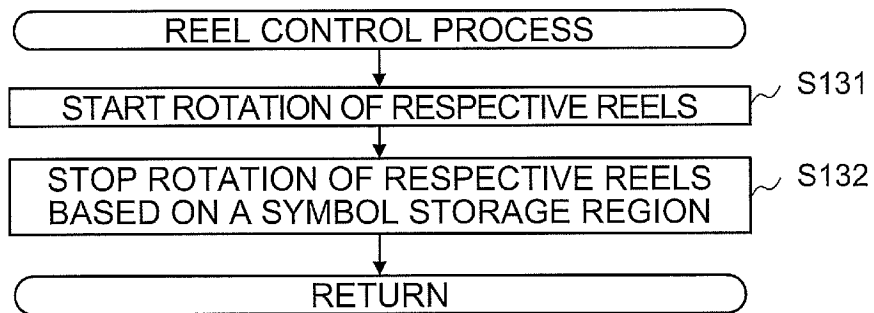 REEL CONTROL PROCESS
START ROTATION OF RESPECTIVE REELS
S131
STOP ROTATION OF RESPECTIVE REELS
BASED ON A SYMBOL STORAGE REGION
S132
RETURN